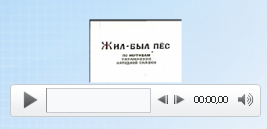 Жил-был пёс
по мотивам
украинской
народной сказки
00:00,00